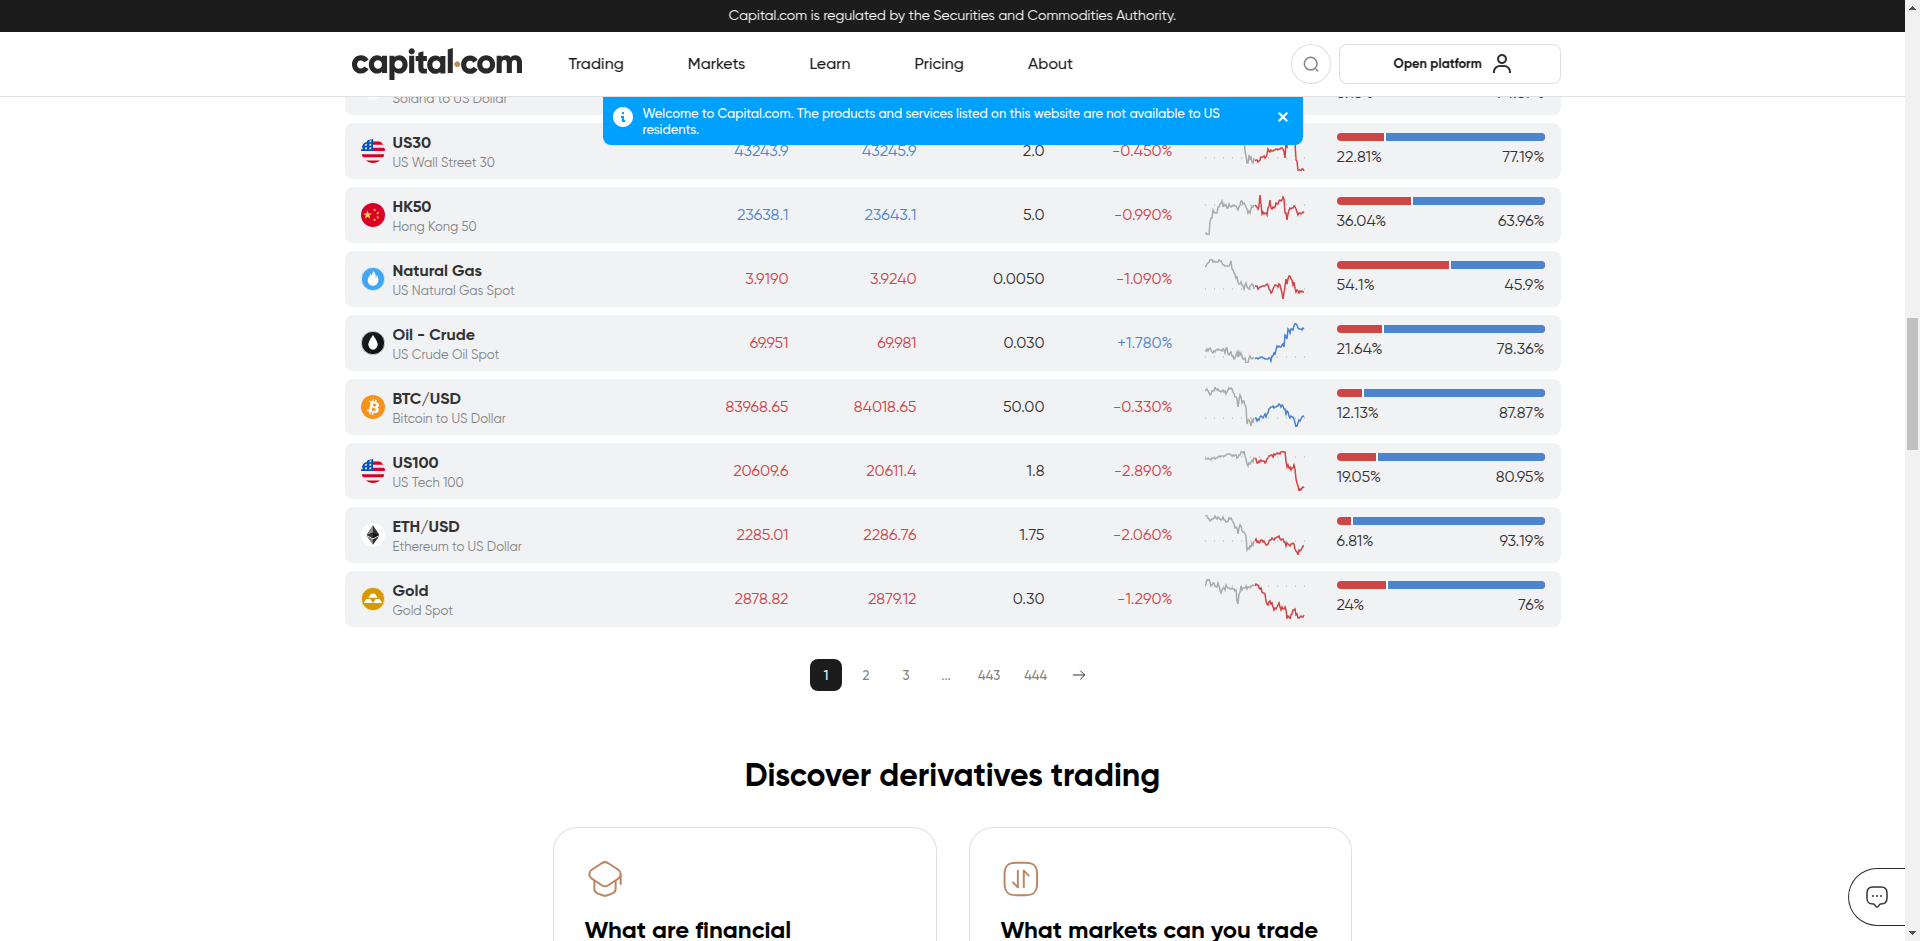 Capital.com is regulated by the Securities and Commodities Authority.
capital.com Trading Markets Learn Pricing About Open platform
Solana to US Dollar
Welcome to Capital.com. The products and services listed on this website are not available to US
residents.
US30 43243.9 43245.9 2.0 -0.450% 22.81% 77.19%
US Wall Street 30
HK50 23638.1 23643.1 5.0 -0.990% 36.04% 63.96%
Hong Kong 50
Natural Gas 3.9190 3.9240 0.0050 -1.090% 54.1% 45.9%
US Natural Gas Spot
Oil - Crude 69.951 69.981 0.030 +1.780% 21.64% 78.36%
US Crude Oil Spot
BTC/USD 83968.65 84018.65 50.00 -0.330% 12.13% 87.87%
Bitcoin to US Dollar
US100 20609.6 20611.4 1.8 -2.890% 19.05% 80.95%
US Tech 100
ETH/USD 2285.01 2286.76 1.75 -2.060% 6.81% 93.19%
Ethereum to US Dollar
Gold 2878.82 2879.12 0.30 -1.290% 24% 76%
Gold Spot
1 2 3 ... 443 444
Discover derivatives trading
What are financial
What markets can you trade